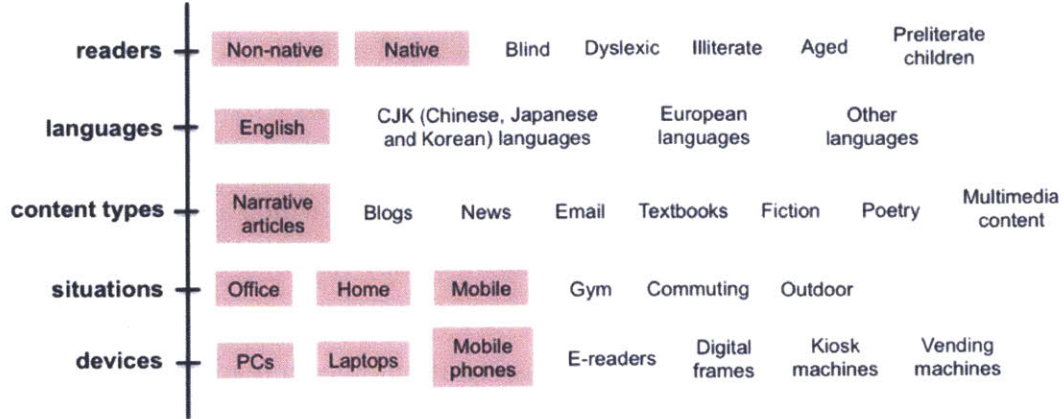 readers Non-native Native Blind Dyslexic Illiterate Aged Preliterate children
languages English CJK (Chinese, Japanese and Korean) languages European languages Other languages
content types Narrative articles Blogs News Email Textbooks Fiction Poetry Multimedia content
situations Office Home Mobile Gym Commuting Outdoor
devices PCs Laptops Mobile phones E-readers Digital frames Kiosk machines Vending machines